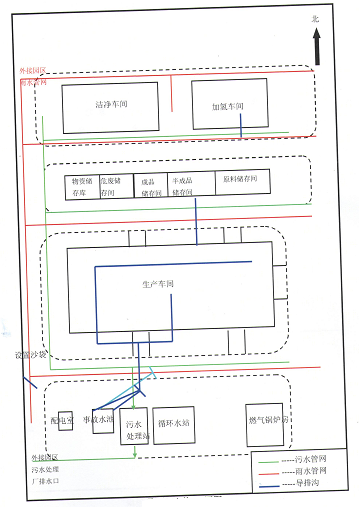 北
外接园区
雨水管网
洁净车间
加氢车间
物资储
存库
危废储
存间
成品
储存间
半成品
储存间
原料储存间
生产车间
设置沙袋
配电室
事故水池
污水
处理站
循环水站
燃气锅炉房
外接园区
污水处理
厂排水口
-----污水管网
-----雨水管网
-----导排沟